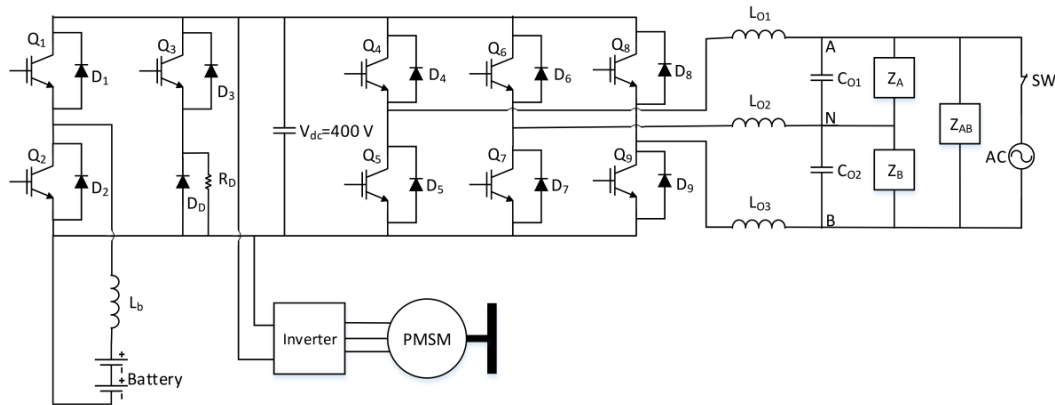 Q1
D1
Q3
D3
Q4
D4
Q6
D6
Q8
D8
LO1
A
CO1
ZA
SW
Vdc=400 V
LO2
N
ZAB
AC
Q2
D2
DD
RD
Q5
D5
Q7
D7
Q9
D9
CO2
ZB
LO3
B
Lb
Battery
+
+
Inverter
PMSM